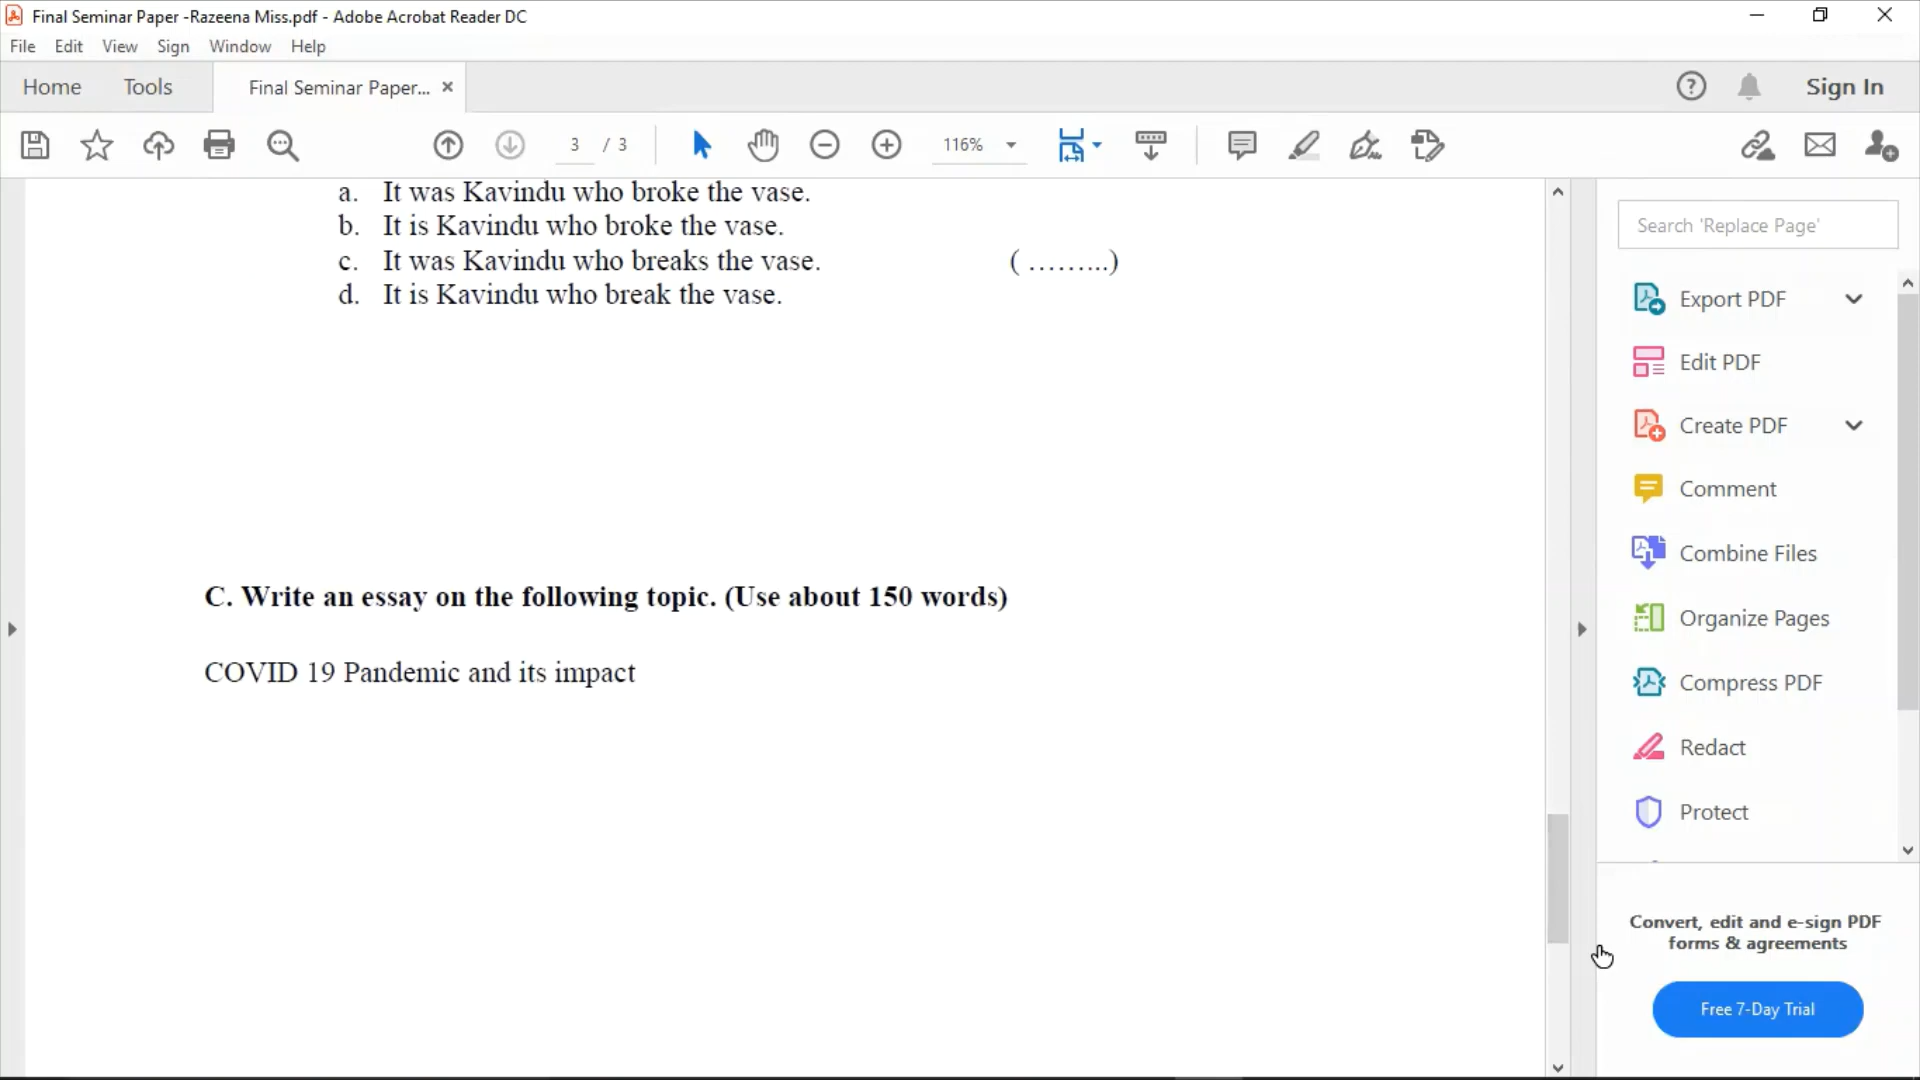 Final Seminar Paper -Razeena Miss.pdf - Adobe Acrobat Reader DC
File Edit View Sign Window Help
Home Tools Final Seminar Paper... × Sign In
3 / 3 116%
a. It was Kavindu who broke the vase.
b. It is Kavindu who broke the vase.
c. It was Kavindu who breaks the vase. ( ……...)
d. It is Kavindu who break the vase.
C. Write an essay on the following topic. (Use about 150 words)
COVID 19 Pandemic and its impact
Search 'Replace Page'
Export PDF
Edit PDF
Create PDF
Comment
Combine Files
Organize Pages
Compress PDF
Redact
Protect
Convert, edit and e-sign PDF
forms & agreements
Free 7-Day Trial